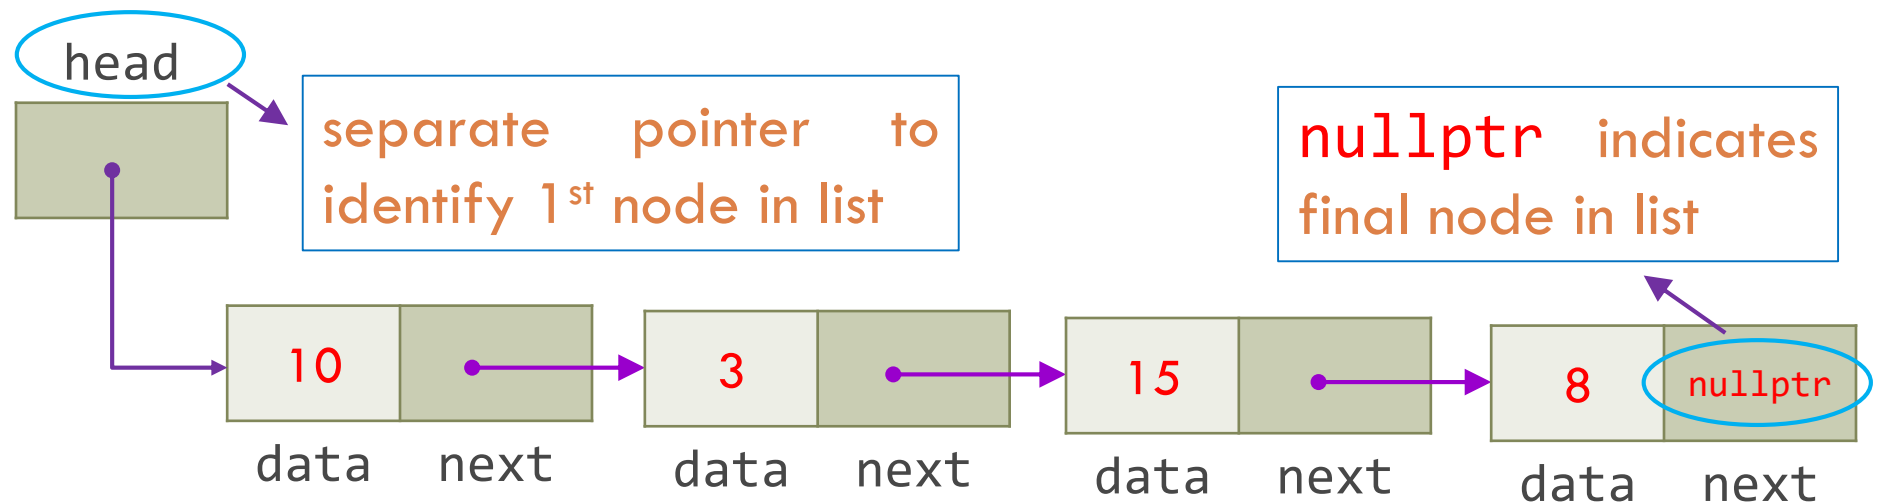 head
separate pointer to
identify 1st node in list
nullptr indicates
final node in list
10
3
15
8 nullptr
data next
data next
data next
data next